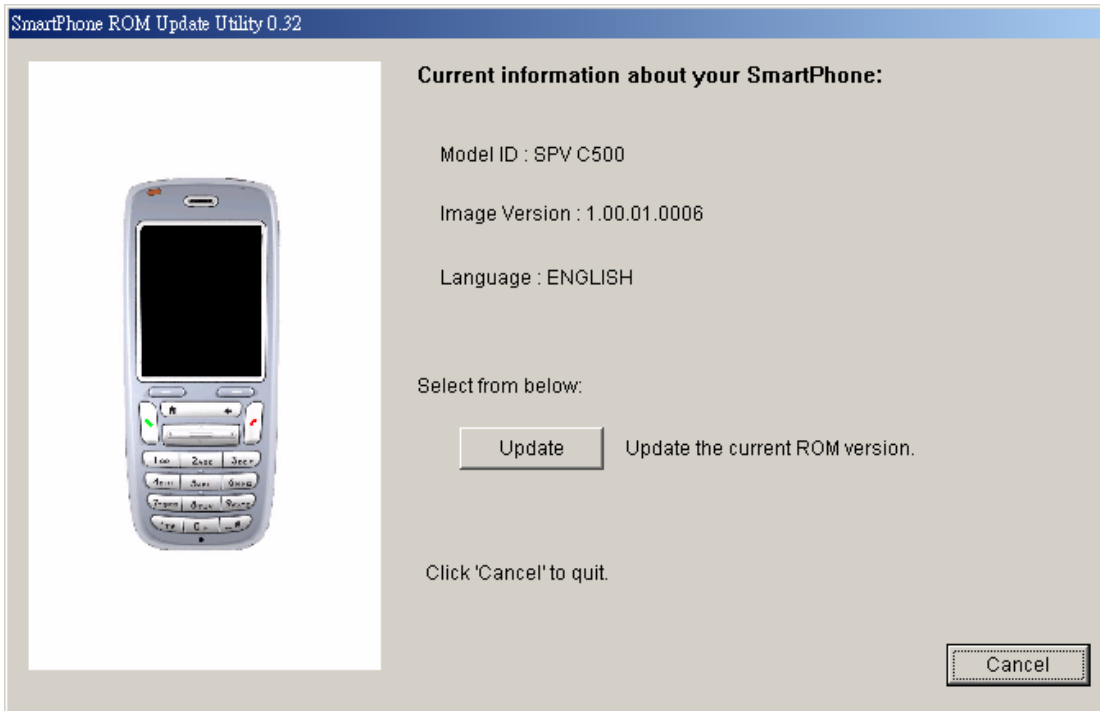 SmartPhone ROM Update Utility 0.32
Current information about your SmartPhone:
Model ID : SPV C500
Image Version : 1.00.01.0006
Language : ENGLISH
Select from below:
Update Update the current ROM version.
Click 'Cancel' to quit.
Cancel